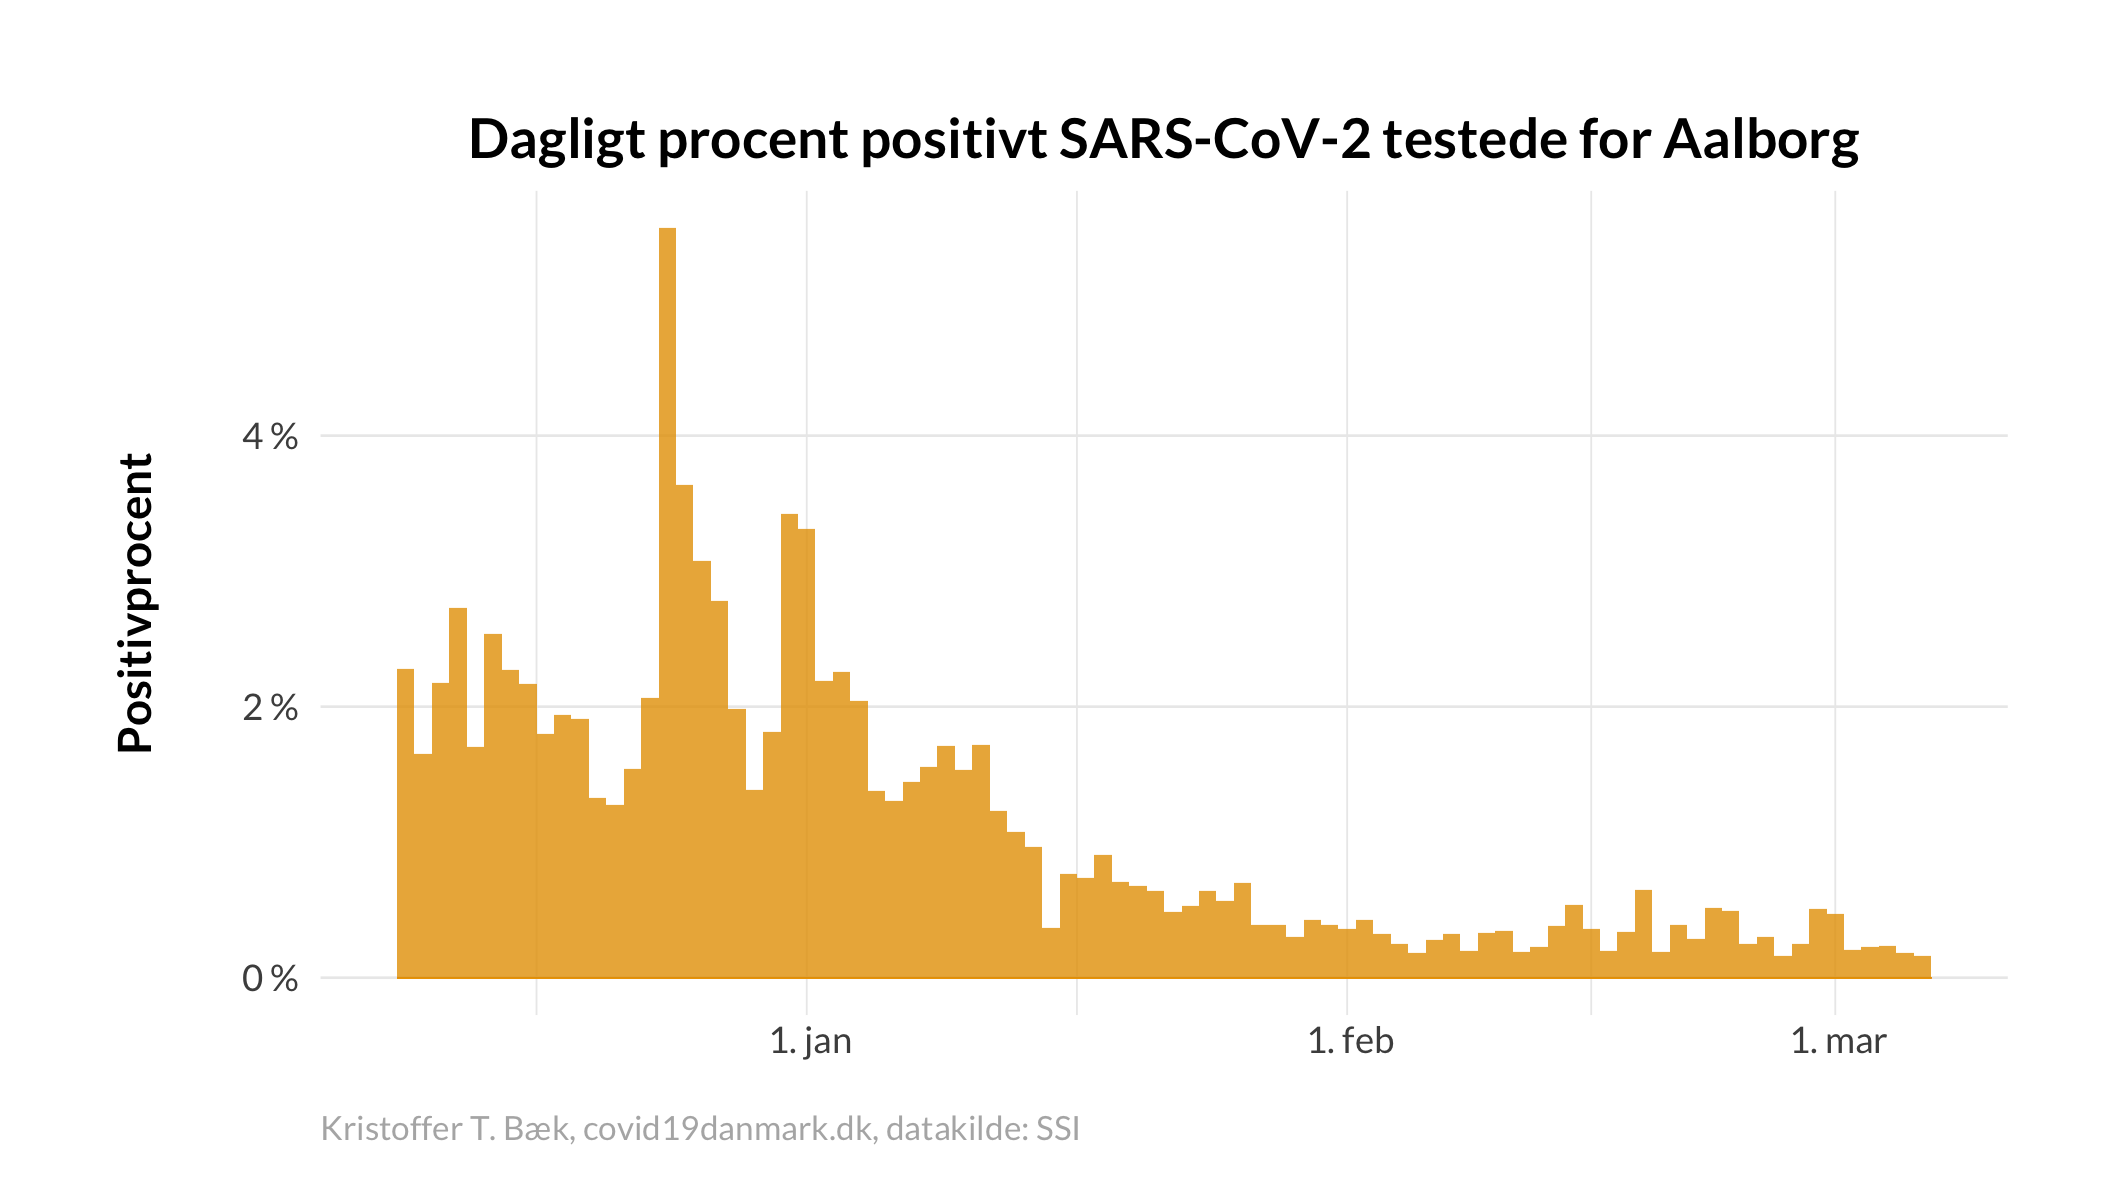 Dagligt procent positivt SARS-CoV-2 testede for Aalborg
Positivprocent
4 %
2 %
0 %
1. jan
1. feb
1. mar
Kristoffer T. Bæk, covid19danmark.dk, datakilde: SSI